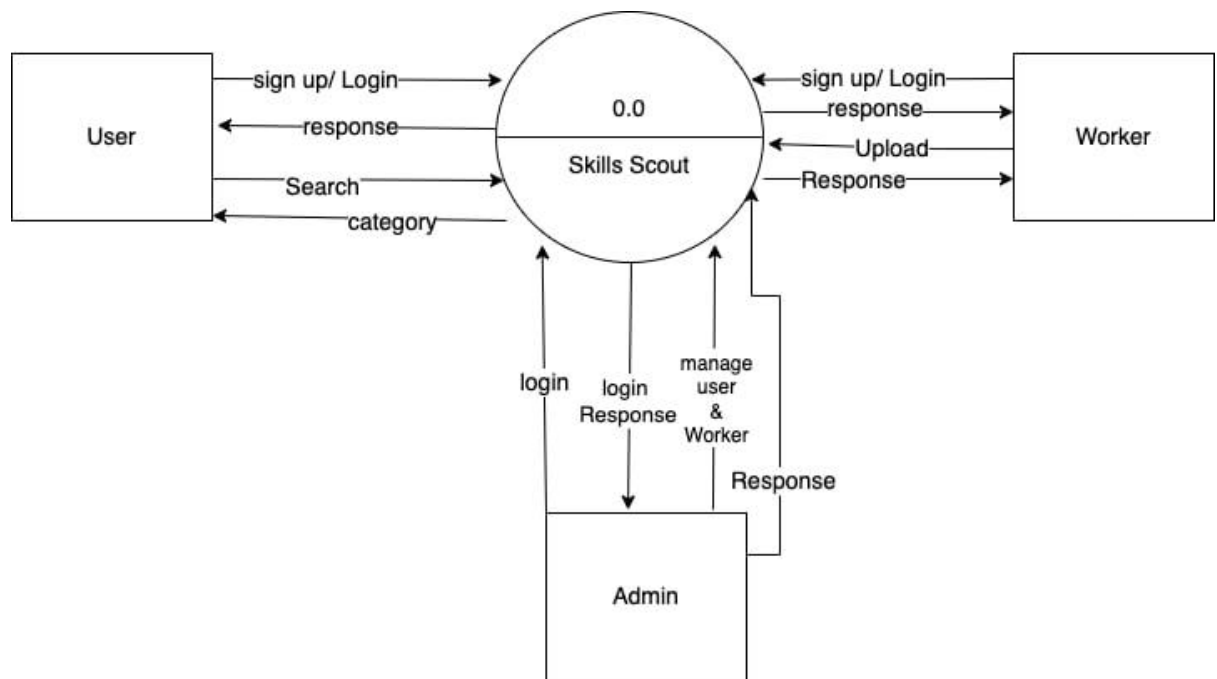 sign up/ Login
sign up/ Login
0.0
response
User
response
Worker
Upload
Skills Scout
Search
Response
category
login
login
Response
manage
user
&
Worker
Response
Admin